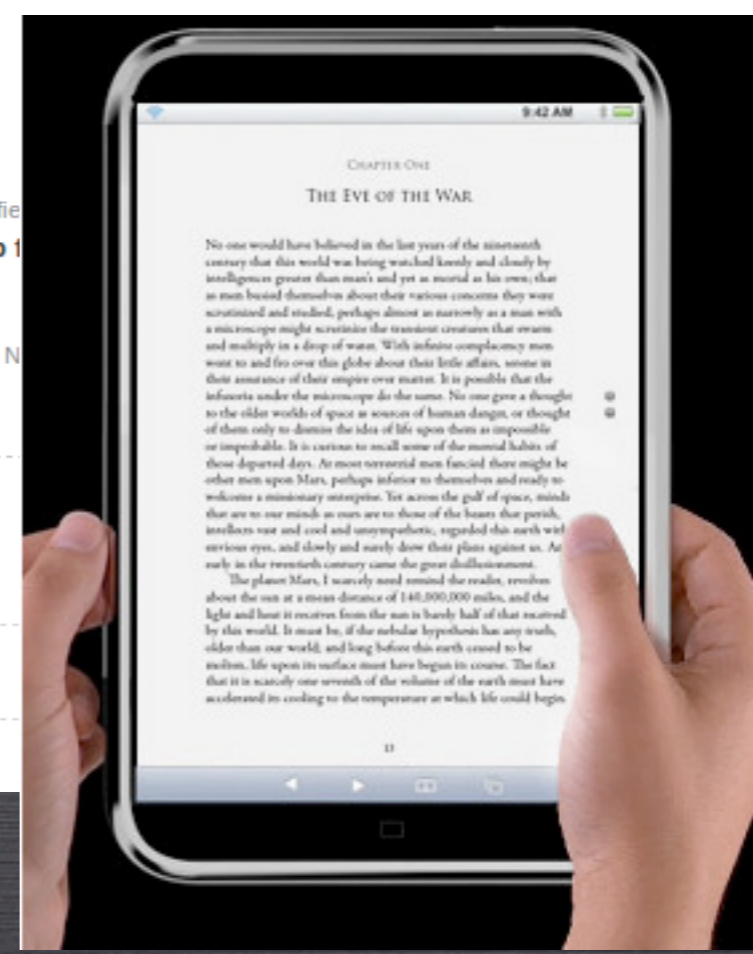 fie
N
9:42 AM
CHAPTER ONE
THE EVE OF THE WAR
No one would have believed in the last years of the nineteenth
century that this world was being watched keenly and closely by
intelligences greater than man's and yet as mortal as his own; that
as men busied themselves about their various concerns they were
scrutinized and studied, perhaps almost as narrowly as a man with
a microscope might scrutinize the transient creatures that swarm
and multiply in a drop of water. With infinite complacency men
went to and fro over this globe about their little affairs, serene in
their assurance of their empire over matter. It is possible that the
infusoria under the microscope do the same. No one gave a thought
to the older worlds of space as sources of human danger, or thought
of them only to dismiss the idea of life upon them as impossible
or improbable. It is curious to recall some of the mental habits of
those departed days. At most terrestrial men fancied there might be
other men upon Mars, perhaps inferior to themselves and ready to
welcome a missionary enterprise. Yet across the gulf of space, minds
that are to our minds as ours are to those of the beasts that perish,
intellects vast and cool and unsympathetic, regarded this earth with
envious eyes, and slowly and surely drew their plans against us. An
early in the twentieth century came the great disillusionment.
The planet Mars, I scarcely need remind the reader, revolves
about the sun at a mean distance of 140,000,000 miles, and the
light and heat it receives from the sun is barely half of that received
by this world. It must be, if the nebular hypothesis has any truth,
older than our world; and long before this earth ceased to be
molten, life upon its surface must have begun its course. The fact
that it is scarcely one seventh of the volume of the earth must have
accelerated its cooling to the temperature at which life could begin.
13